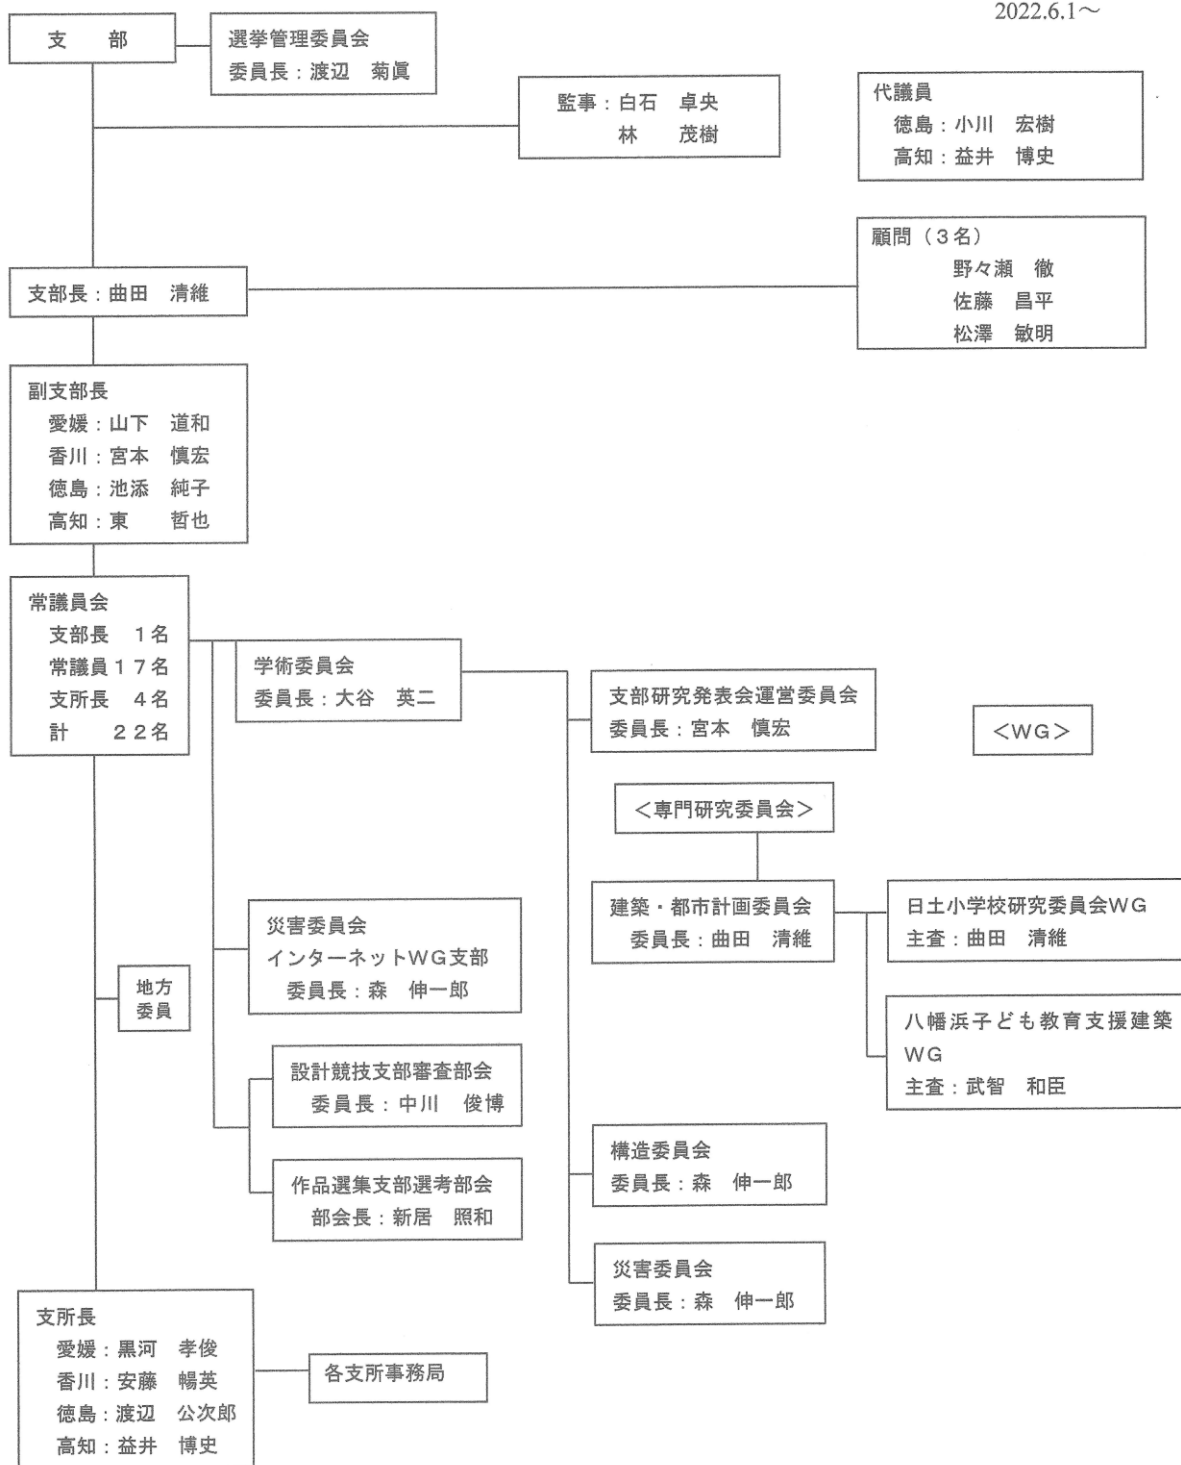 2022.6.1～
支　　部
選挙管理委員会
委員長：渡辺　菊眞
監事：白石　卓央
林　　茂樹
代議員
徳島：小川　宏樹
高知：益井　博史
顧問（３名）
野々瀬　徹
佐藤　昌平
松澤　敏明
支部長：曲田　清維
副支部長
愛媛：山下　道和
香川：宮本　慎宏
徳島：池添　純子
高知：東　　哲也
常議員会
支部長　１名
常議員１７名
支所長　４名
計　　２２名
学術委員会
委員長：大谷　英二
支部研究発表会運営委員会
委員長：宮本　慎宏
＜ＷＧ＞
＜専門研究委員会＞
建築・都市計画委員会
委員長：曲田　清維
日土小学校研究委員会WG
主査：曲田　清維
八幡浜子ども教育支援建築
ＷＧ
主査：武智　和臣
災害委員会
インターネットＷＧ支部
委員長：森　伸一郎
地方
委員
設計競技支部審査部会
委員長：中川　俊博
作品選集支部選考部会
部会長：新居　照和
構造委員会
委員長：森　伸一郎
災害委員会
委員長：森　伸一郎
支所長
愛媛：黒河　孝俊
香川：安藤　暢英
徳島：渡辺　公次郎
高知：益井　博史
各支所事務局